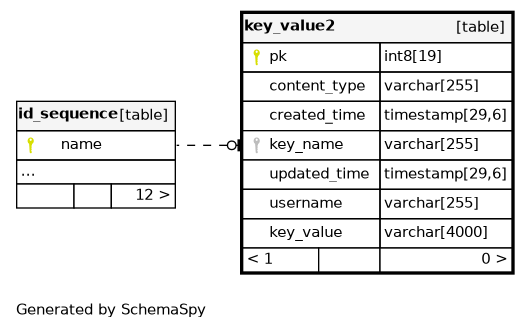 key_value2 [table]
pk int8[19]
content_type varchar[255]
created_time timestamp[29,6]
key_name varchar[255]
updated_time timestamp[29,6]
username varchar[255]
key_value varchar[4000]
< 1 0 >
id_sequence [table]
name
...
12 >
Generated by SchemaSpy